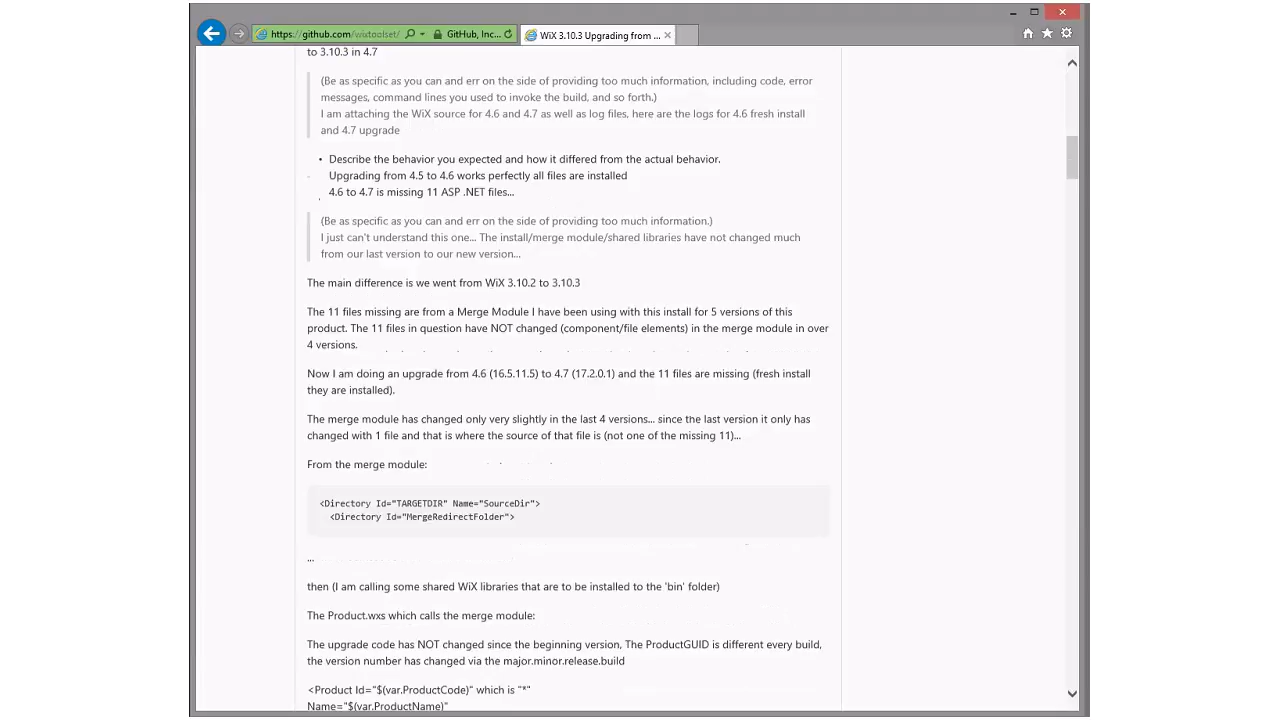 https://github.com/wixtoolset/
GitHub, Inc...
WiX 3.10.3 Upgrading from ...
to 3.10.3 in 4.7
(Be as specific as you can and err on the side of providing too much information, including code, error
messages, command lines you used to invoke the build, and so forth.)
I am attaching the WiX source for 4.6 and 4.7 as well as log files, here are the logs for 4.6 fresh install
and 4.7 upgrade
• Describe the behavior you expected and how it differed from the actual behavior.
Upgrading from 4.5 to 4.6 works perfectly all files are installed
4.6 to 4.7 is missing 11 ASP .NET files...
(Be as specific as you can and err on the side of providing too much information.)
I just can't understand this one... The install/merge module/shared libraries have not changed much
from our last version to our new version...
The main difference is we went from WiX 3.10.2 to 3.10.3
The 11 files missing are from a Merge Module I have been using with this install for 5 versions of this
product. The 11 files in question have NOT changed (component/file elements) in the merge module in over
4 versions.
Now I am doing an upgrade from 4.6 (16.5.11.5) to 4.7 (17.2.0.1) and the 11 files are missing (fresh install
they are installed).
The merge module has changed only very slightly in the last 4 versions... since the last version it only has
changed with 1 file and that is where the source of that file is (not one of the missing 11)...
From the merge module:
<Directory Id="TARGETDIR" Name="SourceDir">
<Directory Id="MergeRedirectFolder">
...
then (I am calling some shared WiX libraries that are to be installed to the 'bin' folder)
The Product.wxs which calls the merge module:
The upgrade code has NOT changed since the beginning version, The ProductGUID is different every build,
the version number has changed via the major.minor.release.build
<Product Id="$(var.ProductCode)" which is "*"
Name="$(var.ProductName)"